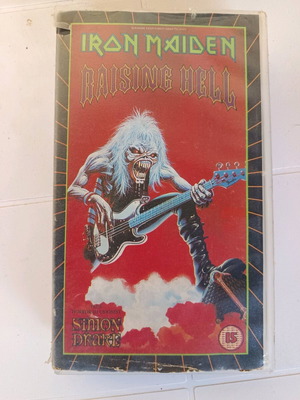 IRON MAIDEN
RAISING HELL
SIMON
DRAKE
15